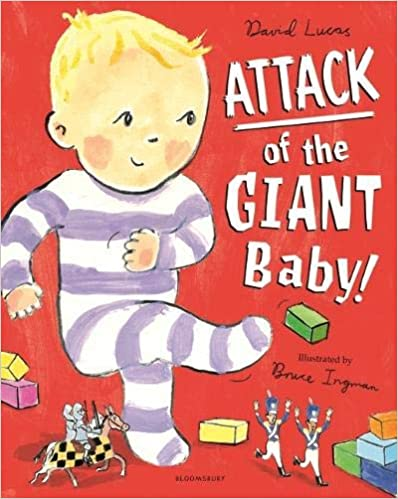 David Lucas
ATTACK
of the
GIANT
Baby!
Illustrated by
Bruce Ingman
BLOOMSBURY